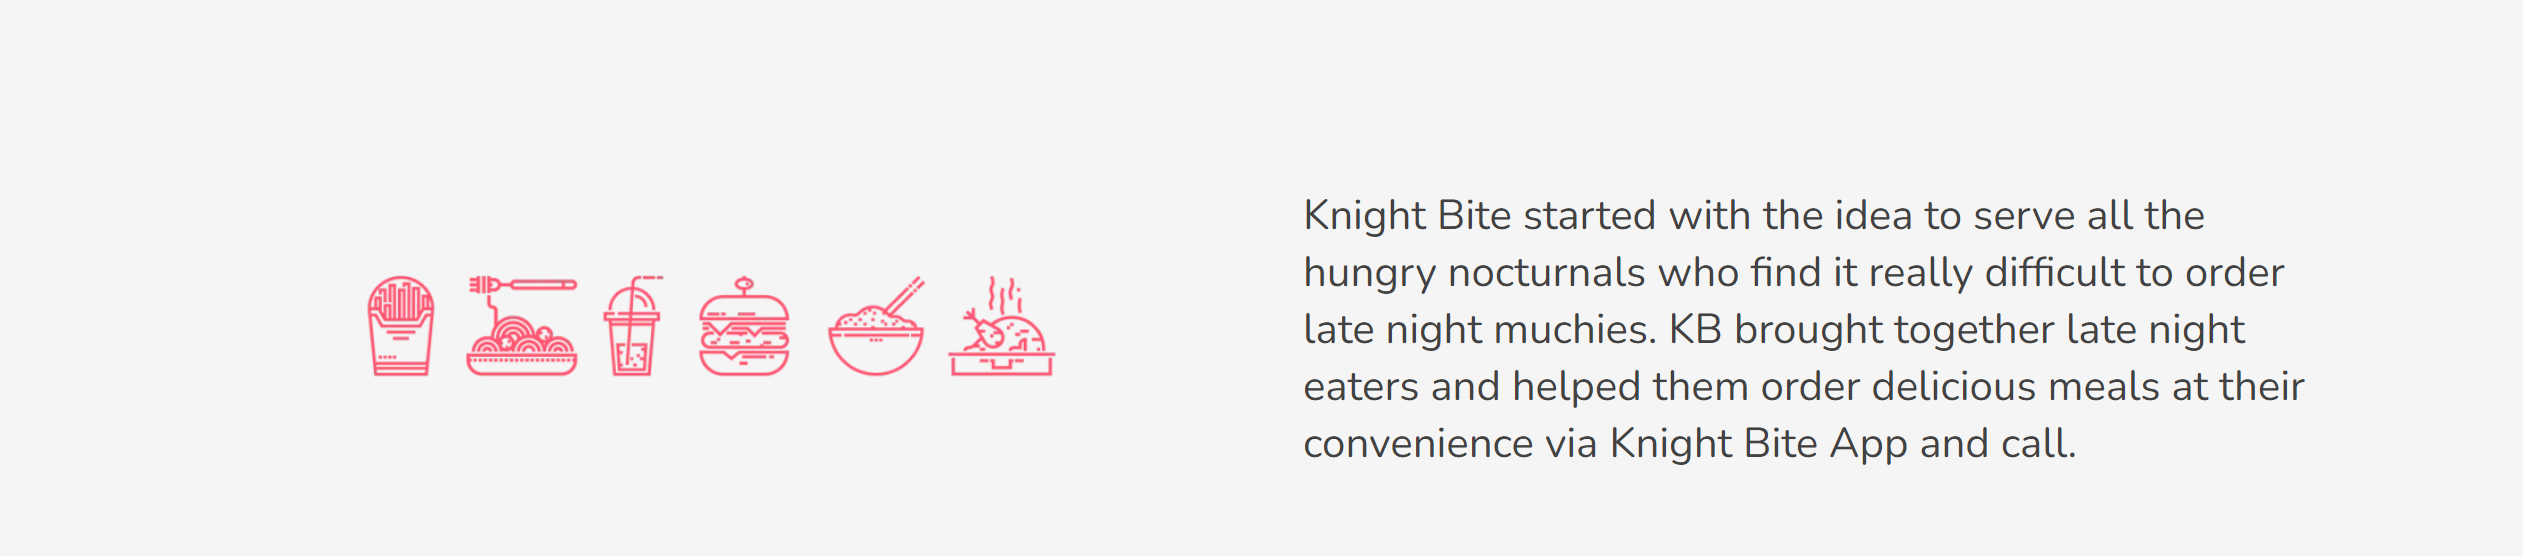 Knight Bite started with the idea to serve all the
hungry nocturnals who find it really difficult to order
late night muchies. KB brought together late night
eaters and helped them order delicious meals at their
convenience via Knight Bite App and call.